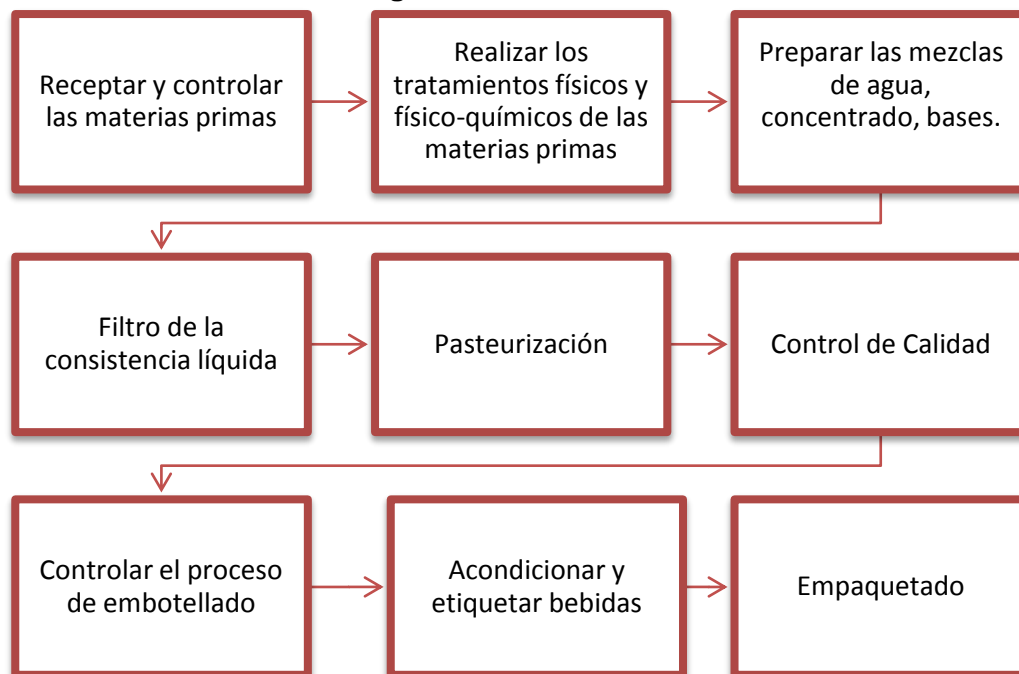 Receptar y controlar
las materias primas
Realizar los
tratamientos físicos y
físico-químicos de las
materias primas
Preparar las mezclas
de agua,
concentrado, bases.
Filtro de la
consistencia líquida
Pasteurización
Control de Calidad
Controlar el proceso
de embotellado
Acondicionar y
etiquetar bebidas
Empaquetado